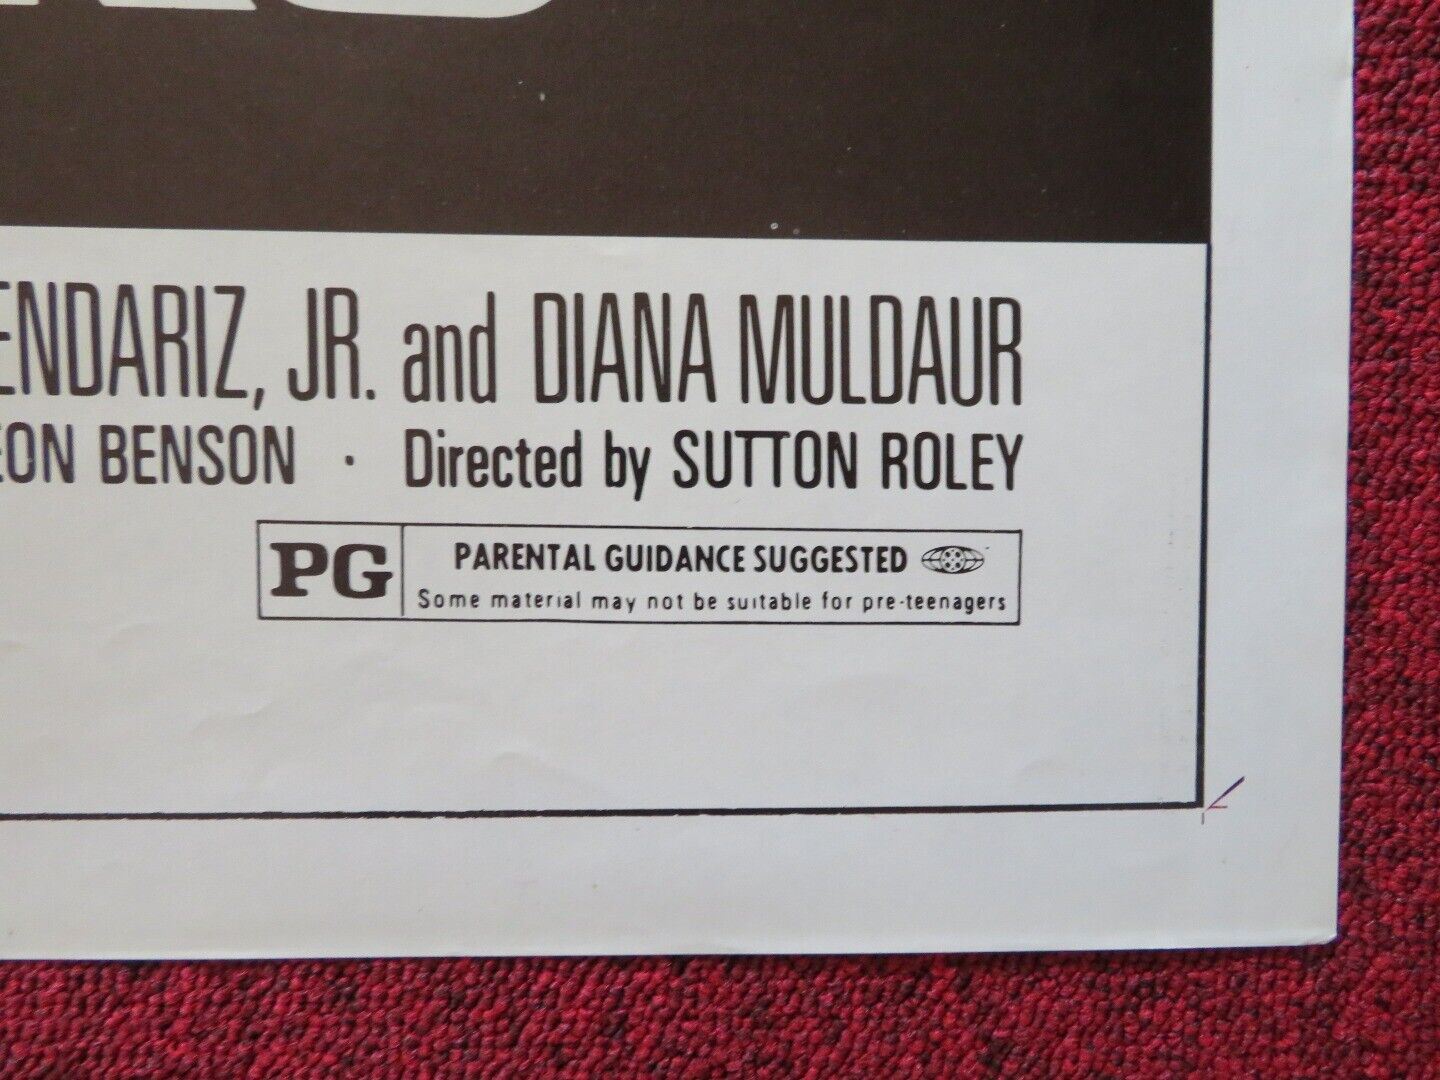 ENDARIZ, JR. and DIANA MULDAUR
EON BENSON · Directed by SUTTON ROLEY
PG PARENTAL GUIDANCE SUGGESTED
Some material may not be suitable for pre-teenagers